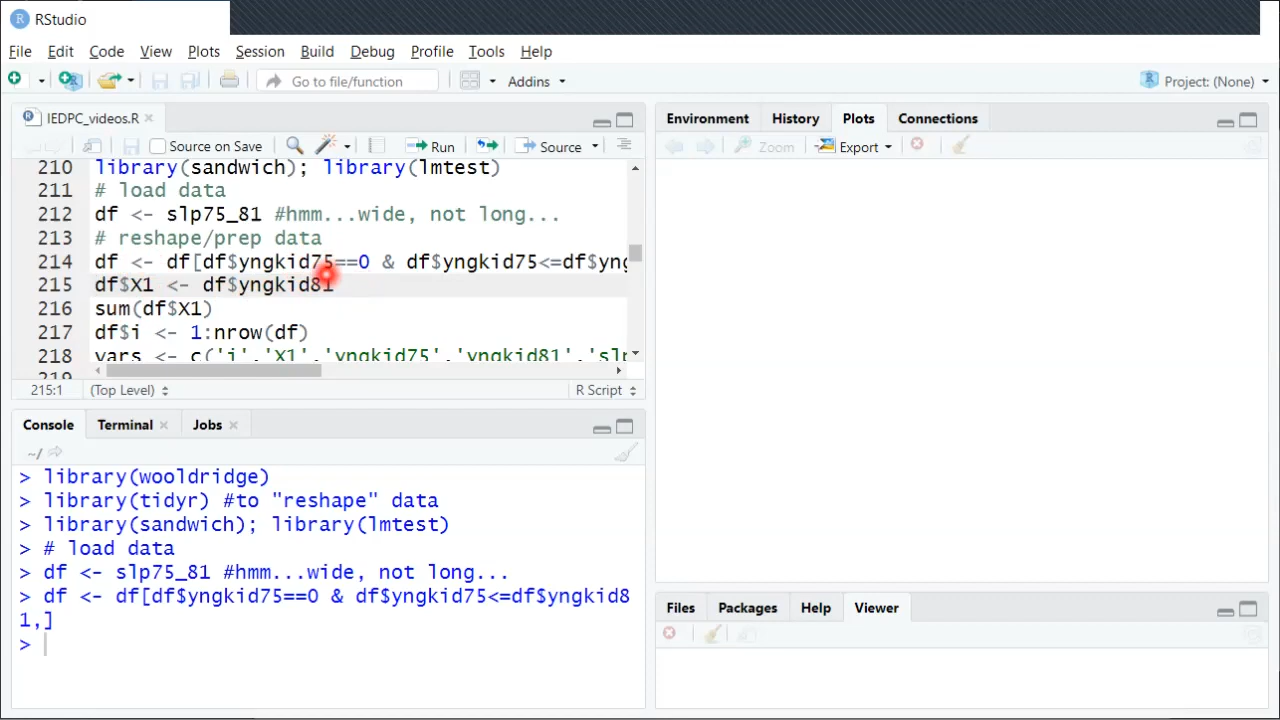 RStudio
File Edit Code View Plots Session Build Debug Profile Tools Help
Go to file/function Addins Project: (None)
IEDPC_videos.R
Source on Save Run Source
210 library(sandwich); library(lmtest)
211 # load data
212 df <- slp75_81 #hmm...wide, not long...
213 # reshape/prep data
214 df <- df[df$yngkid75==0 & df$yngkid75<=df$yng
215 df$X1 <- df$yngkid81
216 sum(df$X1)
217 df$i <- 1:nrow(df)
218 vars <- c('i','X1','yngkid75','yngkid81','slp
219
215:1 (Top Level) R Script
Console Terminal Jobs
~/
> library(wooldridge)
> library(tidyr) #to "reshape" data
> library(sandwich); library(lmtest)
> # load data
> df <- slp75_81 #hmm...wide, not long...
> df <- df[df$yngkid75==0 & df$yngkid75<=df$yngkid8
1,]
>
Environment History Plots Connections
Zoom Export
Files Packages Help Viewer